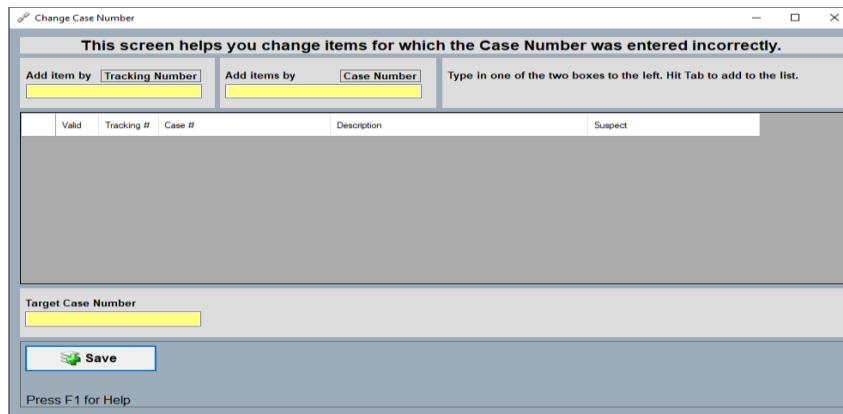 Change Case Number
This screen helps you change items for which the Case Number was entered incorrectly.
Add item by Tracking Number
Add items by Case Number
Type in one of the two boxes to the left. Hit Tab to add to the list.
Valid Tracking # Case # Description Suspect
Target Case Number
Save
Press F1 for Help